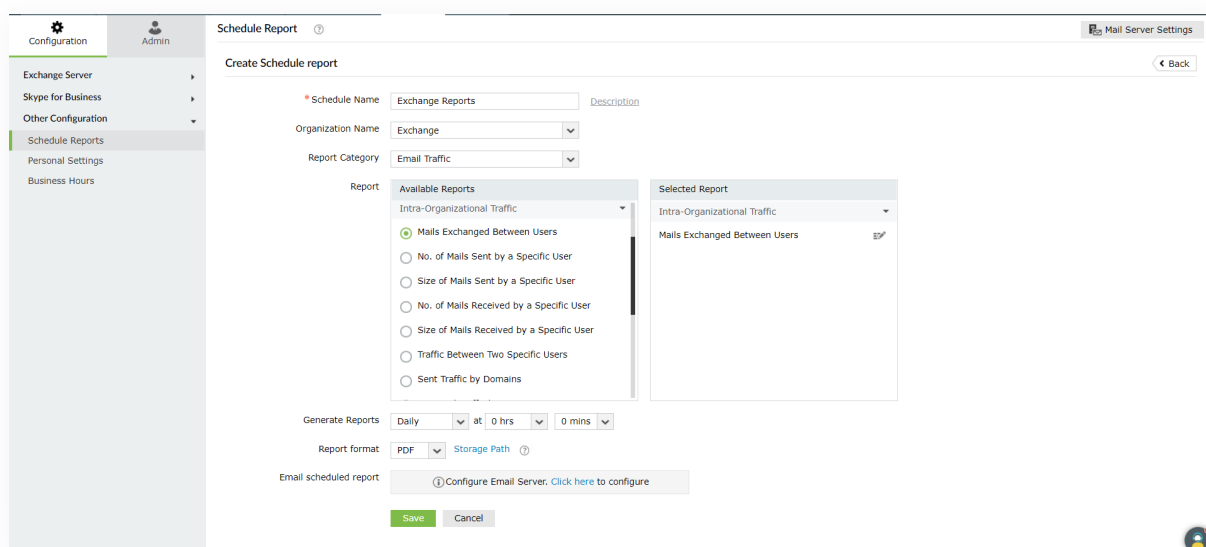 Configuration
Admin
Schedule Report
Mail Server Settings
Create Schedule report
Back
Exchange Server
Skype for Business
Other Configuration
Schedule Reports
Personal Settings
Business Hours
* Schedule Name Exchange Reports Description
Organization Name Exchange
Report Category Email Traffic
Report
Available Reports
Intra-Organizational Traffic
Mails Exchanged Between Users
No. of Mails Sent by a Specific User
Size of Mails Sent by a Specific User
No. of Mails Received by a Specific User
Size of Mails Received by a Specific User
Traffic Between Two Specific Users
Sent Traffic by Domains
Selected Report
Intra-Organizational Traffic
Mails Exchanged Between Users
Generate Reports Daily at 0 hrs 0 mins
Report format PDF Storage Path
Email scheduled report Configure Email Server. Click here to configure
Save Cancel